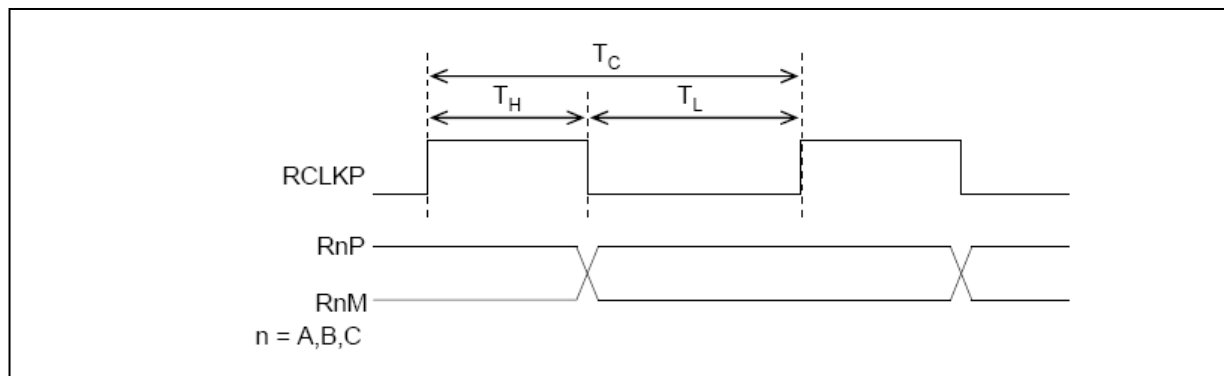 T_C
T_H T_L
RCLKP
RnP
RnM
n = A,B,C